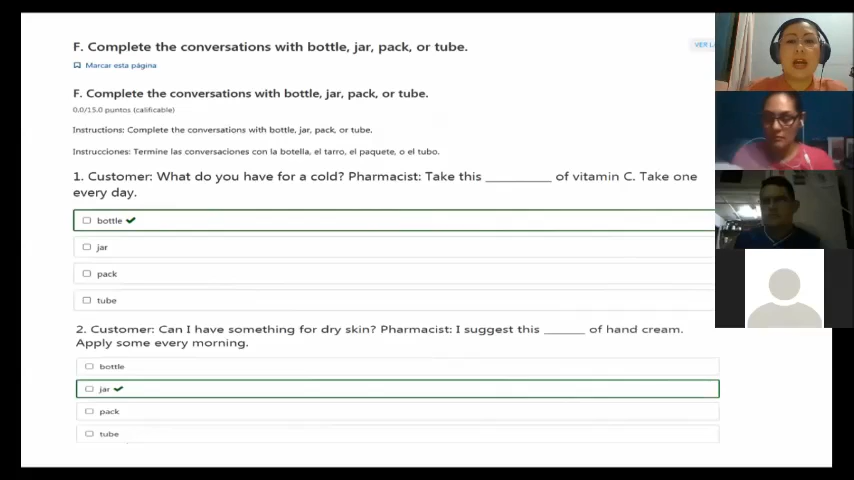 F. Complete the conversations with bottle, jar, pack, or tube.
VER
Marcar esta página
F. Complete the conversations with bottle, jar, pack, or tube.
0.0/15.0 puntos (calificable)
Instructions: Complete the conversations with bottle, jar, pack, or tube.
Instrucciones: Termine las conversaciones con la botella, el tarro, el paquete, o el tubo.
1. Customer: What do you have for a cold? Pharmacist: Take this __________ of vitamin C. Take one
every day.
bottle
jar
pack
tube
2. Customer: Can I have something for dry skin? Pharmacist: I suggest this ______ of hand cream.
Apply some every morning.
bottle
jar
pack
tube